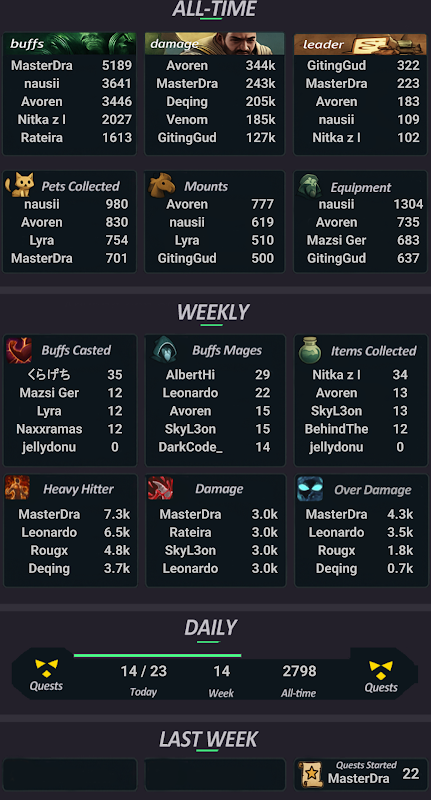 ALL-TIME
buffs damage leader
MasterDra 5189 Avoren 344k GitingGud 322
nausii 3641 MasterDra 243k MasterDra 223
Avoren 3446 Deqing 205k Avoren 183
Nitka z l 2027 Venom 185k nausii 109
Rateira 1613 GitingGud 127k Nitka z l 102
Pets Collected Mounts Equipment
nausii 980 Avoren 777 nausii 1304
Avoren 830 nausii 619 Avoren 735
Lyra 754 Lyra 510 Mazsi Ger 683
MasterDra 701 GitingGud 500 GitingGud 637
WEEKLY
Buffs Casted Buffs Mages Items Collected
くらげち 35 AlbertHi 29 Nitka z l 34
Mazsi Ger 12 Leonardo 22 Avoren 13
Lyra 12 Avoren 15 SkyL3on 13
Naxxramas 12 SkyL3on 15 BehindThe 12
jellydonu 0 DarkCode_ 14 jellydonu 0
Heavy Hitter Damage Over Damage
MasterDra 7.3k MasterDra 3.0k MasterDra 4.3k
Leonardo 6.5k Rateira 3.0k Leonardo 3.5k
Rougx 4.8k SkyL3on 3.0k Rougx 1.8k
Deqing 3.7k Leonardo 3.0k Deqing 0.7k
DAILY
14 / 23 14 2798
Quests Today Week All-time Quests
LAST WEEK
Quests Started
MasterDra 22